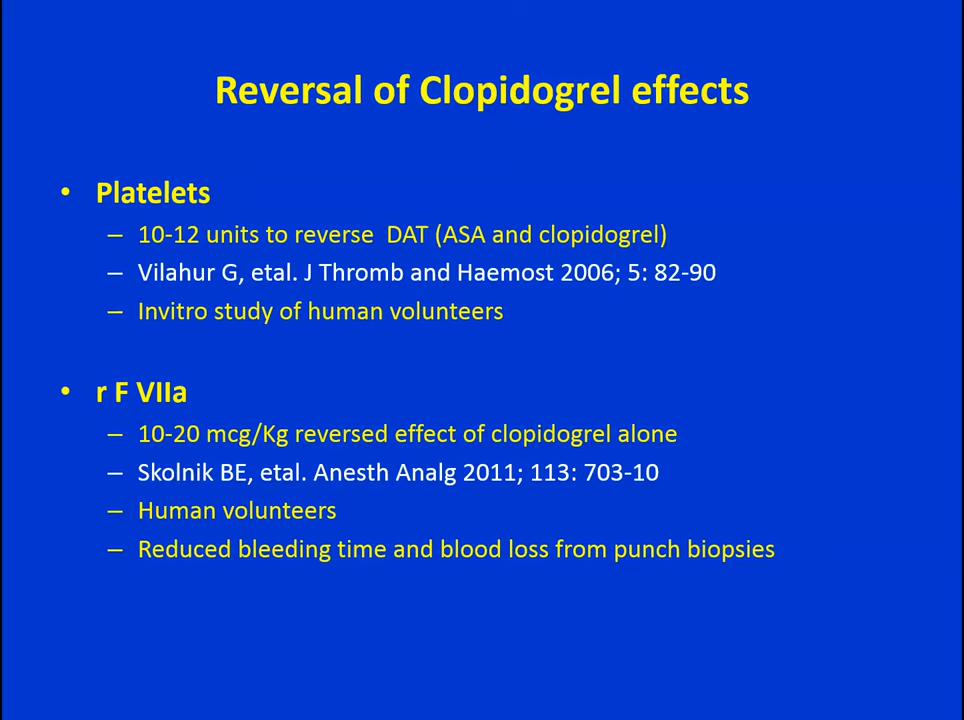 Reversal of Clopidogrel effects
• Platelets
– 10-12 units to reverse DAT (ASA and clopidogrel)
– Vilahur G, etal. J Thromb and Haemost 2006; 5: 82-90
– Invitro study of human volunteers
• r F VIIa
– 10-20 mcg/Kg reversed effect of clopidogrel alone
– Skolnik BE, etal. Anesth Analg 2011; 113: 703-10
– Human volunteers
– Reduced bleeding time and blood loss from punch biopsies